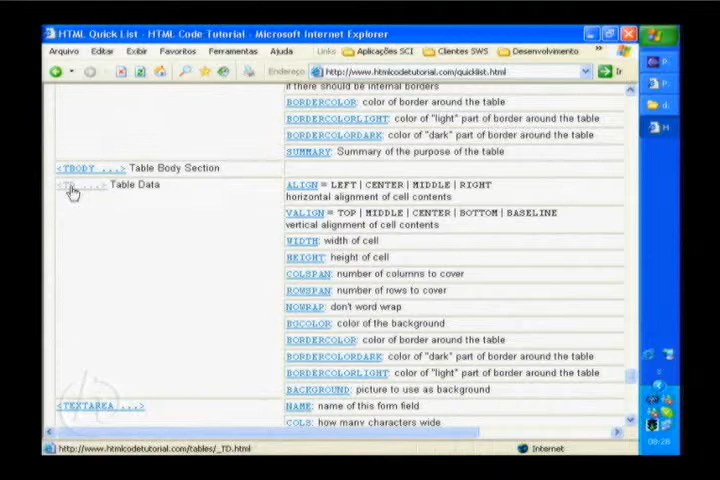 HTML Quick List - HTML Code Tutorial - Microsoft Internet Explorer
Arquivo Editar Exibir Favoritos Ferramentas Ajuda Links Aplicações SCI Clientes SWS Desenvolvimento »
Endereço http://www.htmlcodetutorial.com/quicklist.html Ir
if there should be internal borders
BORDERCOLOR: color of border around the table
BORDERCOLORLIGHT: color of "light" part of border around the table
BORDERCOLORDARK: color of "dark" part of border around the table
SUMMARY: Summary of the purpose of the table
<TBODY ...> Table Body Section
<TD ...> Table Data
ALIGN = LEFT | CENTER | MIDDLE | RIGHT
horizontal alignment of cell contents
VALIGN = TOP | MIDDLE | CENTER | BOTTOM | BASELINE
vertical alignment of cell contents
WIDTH: width of cell
HEIGHT: height of cell
COLSPAN: number of columns to cover
ROWSPAN: number of rows to cover
NOWRAP: don't word wrap
BGCOLOR: color of the background
BORDERCOLOR: color of border around the table
BORDERCOLORDARK: color of "dark" part of border around the table
BORDERCOLORLIGHT: color of "light" part of border around the table
BACKGROUND: picture to use as background
<TEXTAREA ...>
NAME: name of this form field
COLS: how many characters wide
http://www.htmlcodetutorial.com/tables/_TD.html Internet
P
P
d
H
08:28